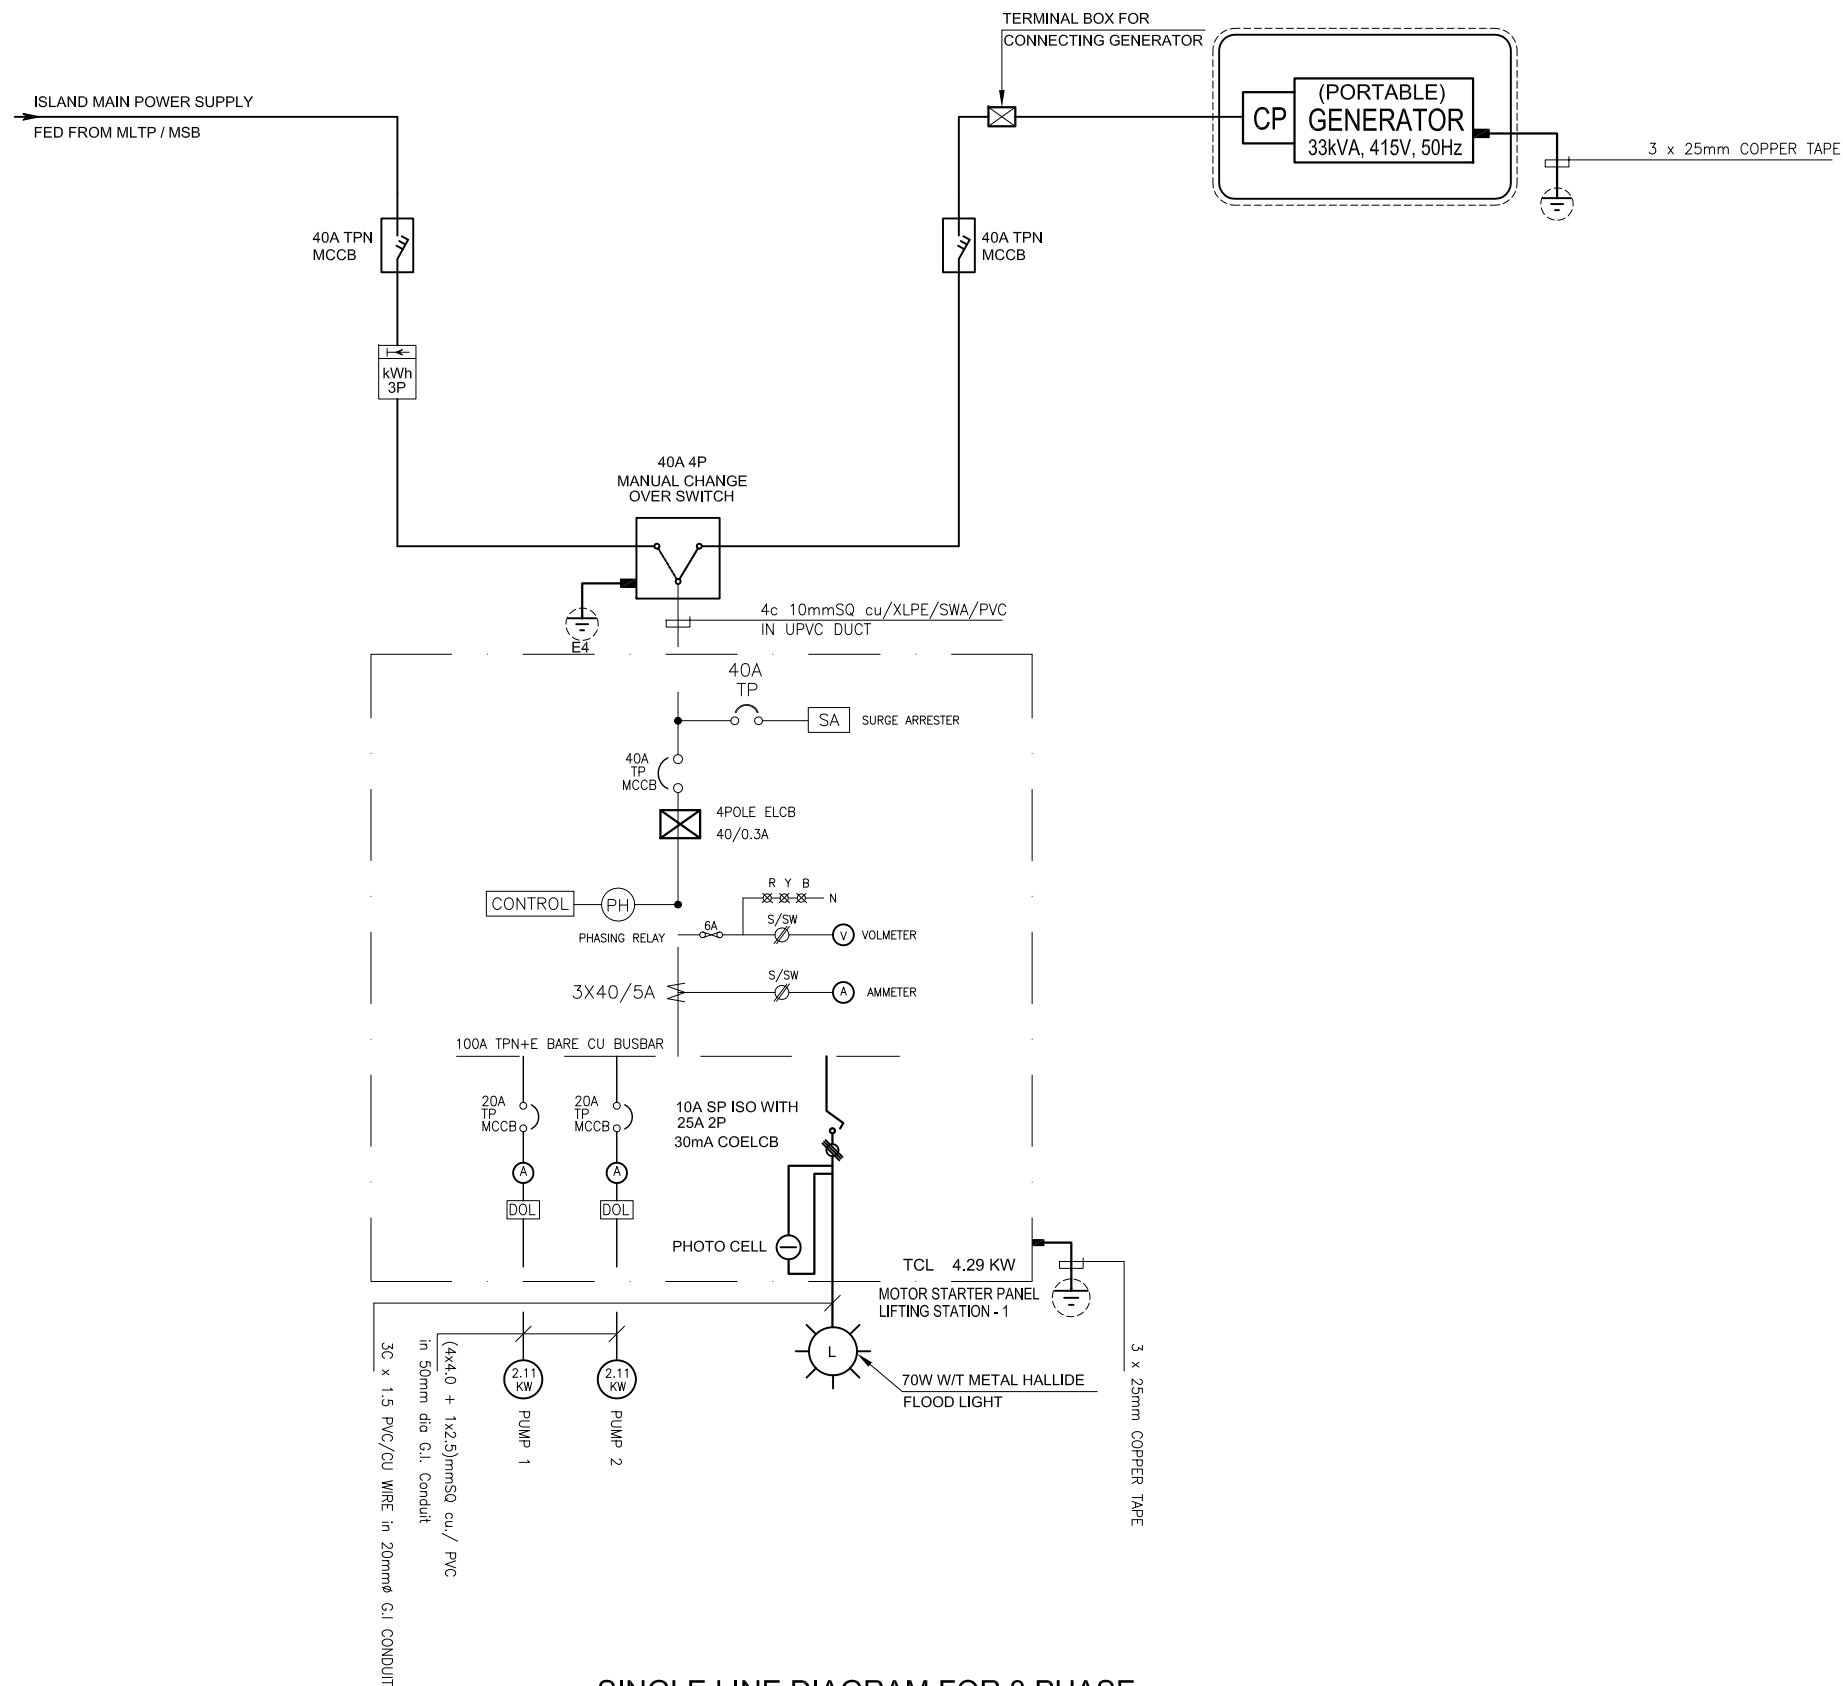 TERMINAL BOX FOR
CONNECTING GENERATOR
ISLAND MAIN POWER SUPPLY
FED FROM MLTP / MSB
CP
(PORTABLE)
GENERATOR
33kVA, 415V, 50Hz
3 x 25mm COPPER TAPE
40A TPN
MCCB
40A TPN
MCCB
kWh
3P
40A 4P
MANUAL CHANGE
OVER SWITCH
4c 10mmSQ cu/XLPE/SWA/PVC
IN UPVC DUCT
E4
40A
TP
SA
SURGE ARRESTER
40A
TP
MCCB
4POLE ELCB
40/0.3A
R Y B
N
CONTROL
PH
PHASING RELAY
6A
S/SW
V
VOLMETER
3X40/5A
S/SW
A
AMMETER
100A TPN+E BARE CU BUSBAR
20A
TP
MCCB
20A
TP
MCCB
10A SP ISO WITH
25A 2P
30mA COELCB
A
A
DOL
DOL
PHOTO CELL
TCL 4.29 KW
MOTOR STARTER PANEL
LIFTING STATION - 1
L
70W W/T METAL HALLIDE
FLOOD LIGHT
2.11
KW
2.11
KW
PUMP 1
PUMP 2
(4x4.0 + 1x2.5)mmSQ cu./ PVC
in 50mm dia G.I. Conduit
3C x 1.5 PVC/CU WIRE in 20mmø G.I CONDUIT
3 x 25mm COPPER TAPE